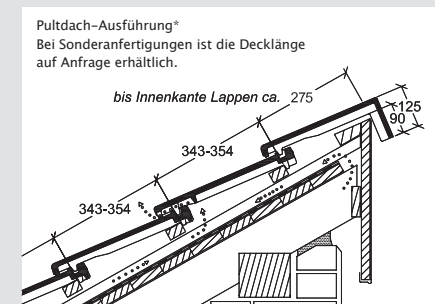 Pultdach-Ausführung*
Bei Sonderanfertigungen ist die Decklänge
auf Anfrage erhältlich.
bis Innenkante Lappen ca. 275
125
90
343-354
343-354